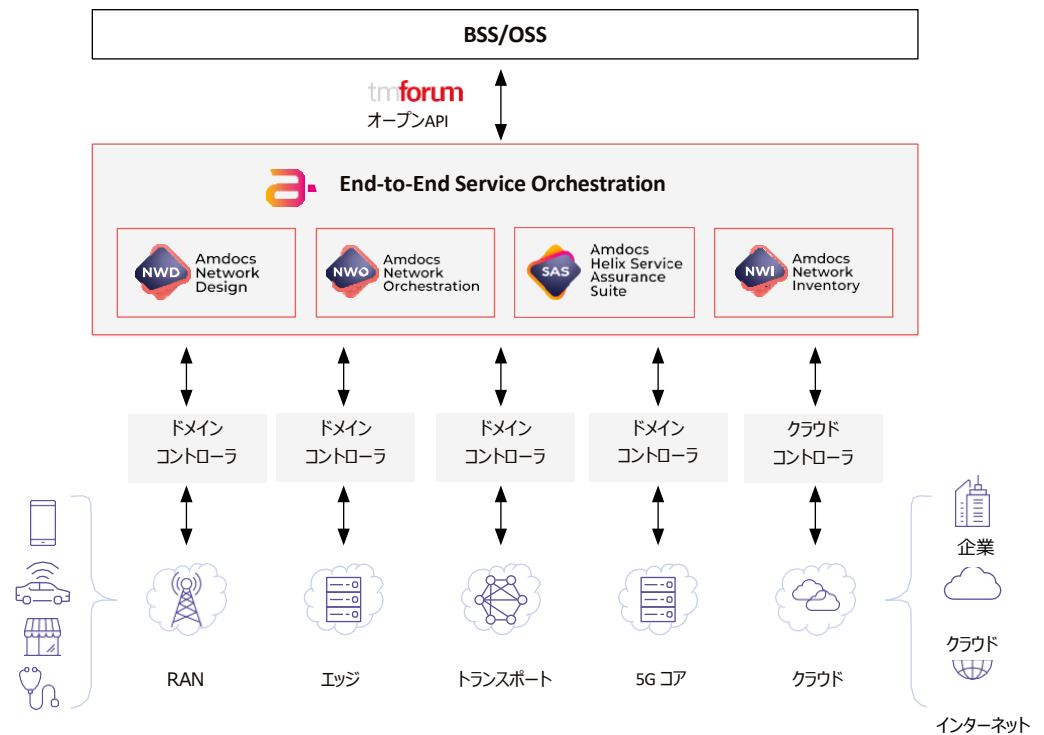 BSS/OSS
tmforum
オープンAPI
a.
End-to-End Service Orchestration
NWD
Amdocs
Network
Design
NWO
Amdocs
Network
Orchestration
SAS
Amdocs
Helix Service
Assurance
Suite
NWI
Amdocs
Network
Inventory
ドメイン
コントローラ
ドメイン
コントローラ
ドメイン
コントローラ
ドメイン
コントローラ
クラウド
コントローラ
企業
クラウド
RAN
エッジ
トランスポート
5G コア
クラウド
インターネット